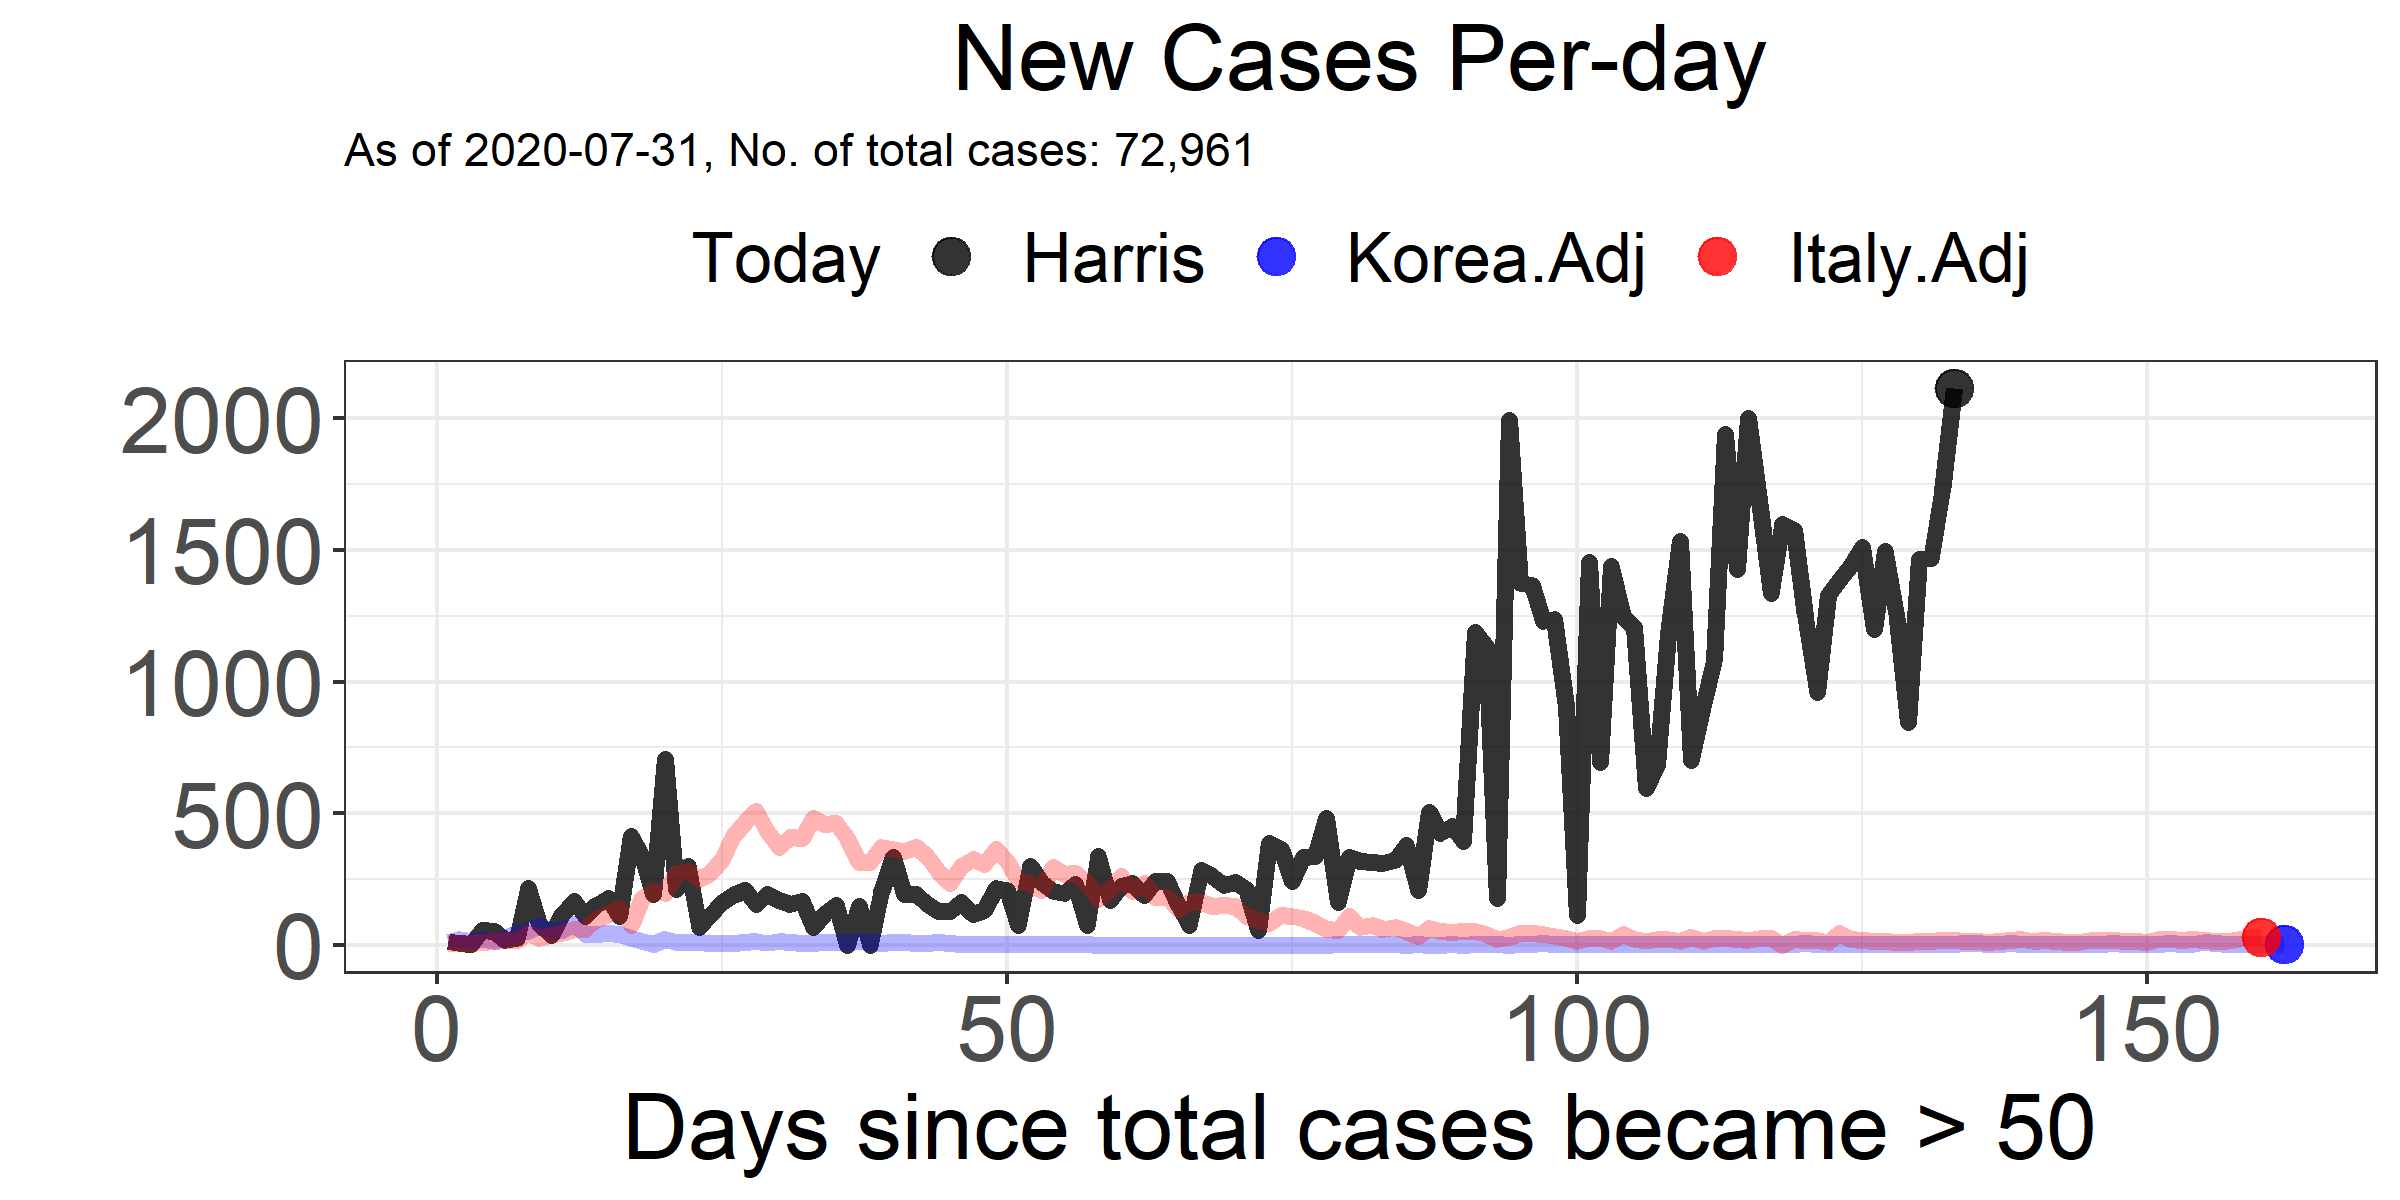 New Cases Per-day
As of 2020-07-31, No. of total cases: 72,961
Today Harris Korea.Adj Italy.Adj
2000
1500
1000
500
0
0 50 100 150
Days since total cases became > 50